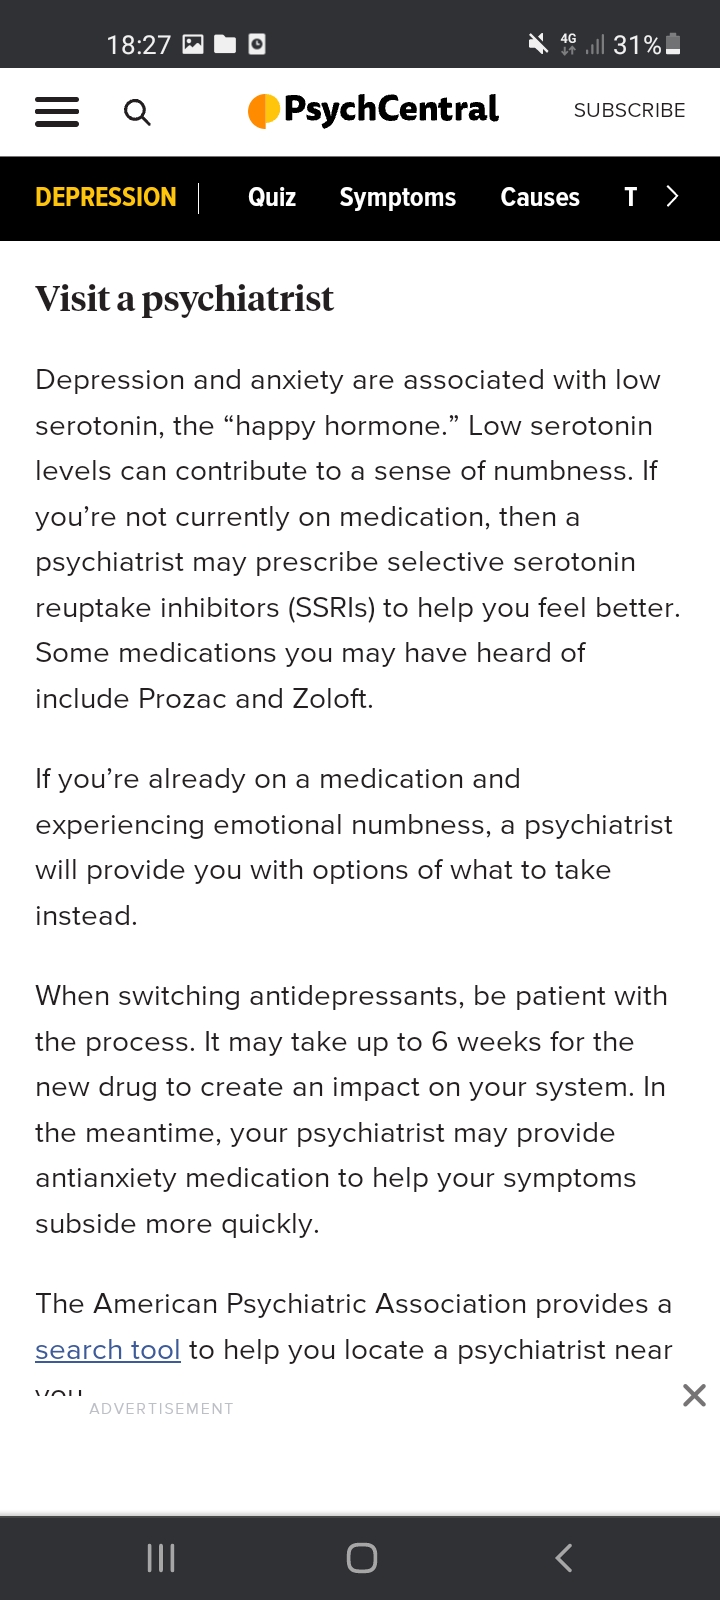 18:27 4G 31%
PsychCentral SUBSCRIBE
DEPRESSION Quiz Symptoms Causes T
Visit a psychiatrist
Depression and anxiety are associated with low
serotonin, the “happy hormone.” Low serotonin
levels can contribute to a sense of numbness. If
you’re not currently on medication, then a
psychiatrist may prescribe selective serotonin
reuptake inhibitors (SSRIs) to help you feel better.
Some medications you may have heard of
include Prozac and Zoloft.
If you’re already on a medication and
experiencing emotional numbness, a psychiatrist
will provide you with options of what to take
instead.
When switching antidepressants, be patient with
the process. It may take up to 6 weeks for the
new drug to create an impact on your system. In
the meantime, your psychiatrist may provide
antianxiety medication to help your symptoms
subside more quickly.
The American Psychiatric Association provides a
search tool to help you locate a psychiatrist near
you
ADVERTISEMENT